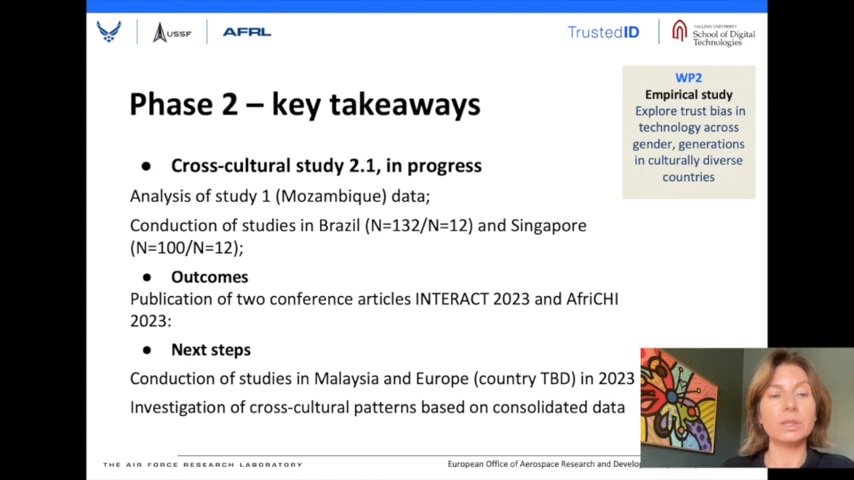 USSF
AFRL
TrustedID
TALLINN UNIVERSITY
School of Digital
Technologies
WP2
Empirical study
Explore trust bias in
technology across
gender, generations
in culturally diverse
countries
Phase 2 – key takeaways
● Cross-cultural study 2.1, in progress
Analysis of study 1 (Mozambique) data;
Conduction of studies in Brazil (N=132/N=12) and Singapore
(N=100/N=12);
● Outcomes
Publication of two conference articles INTERACT 2023 and AfriCHI
2023:
● Next steps
Conduction of studies in Malaysia and Europe (country TBD) in 2023
Investigation of cross-cultural patterns based on consolidated data
THE AIR FORCE RESEARCH LABORATORY
European Office of Aerospace Research and Develo